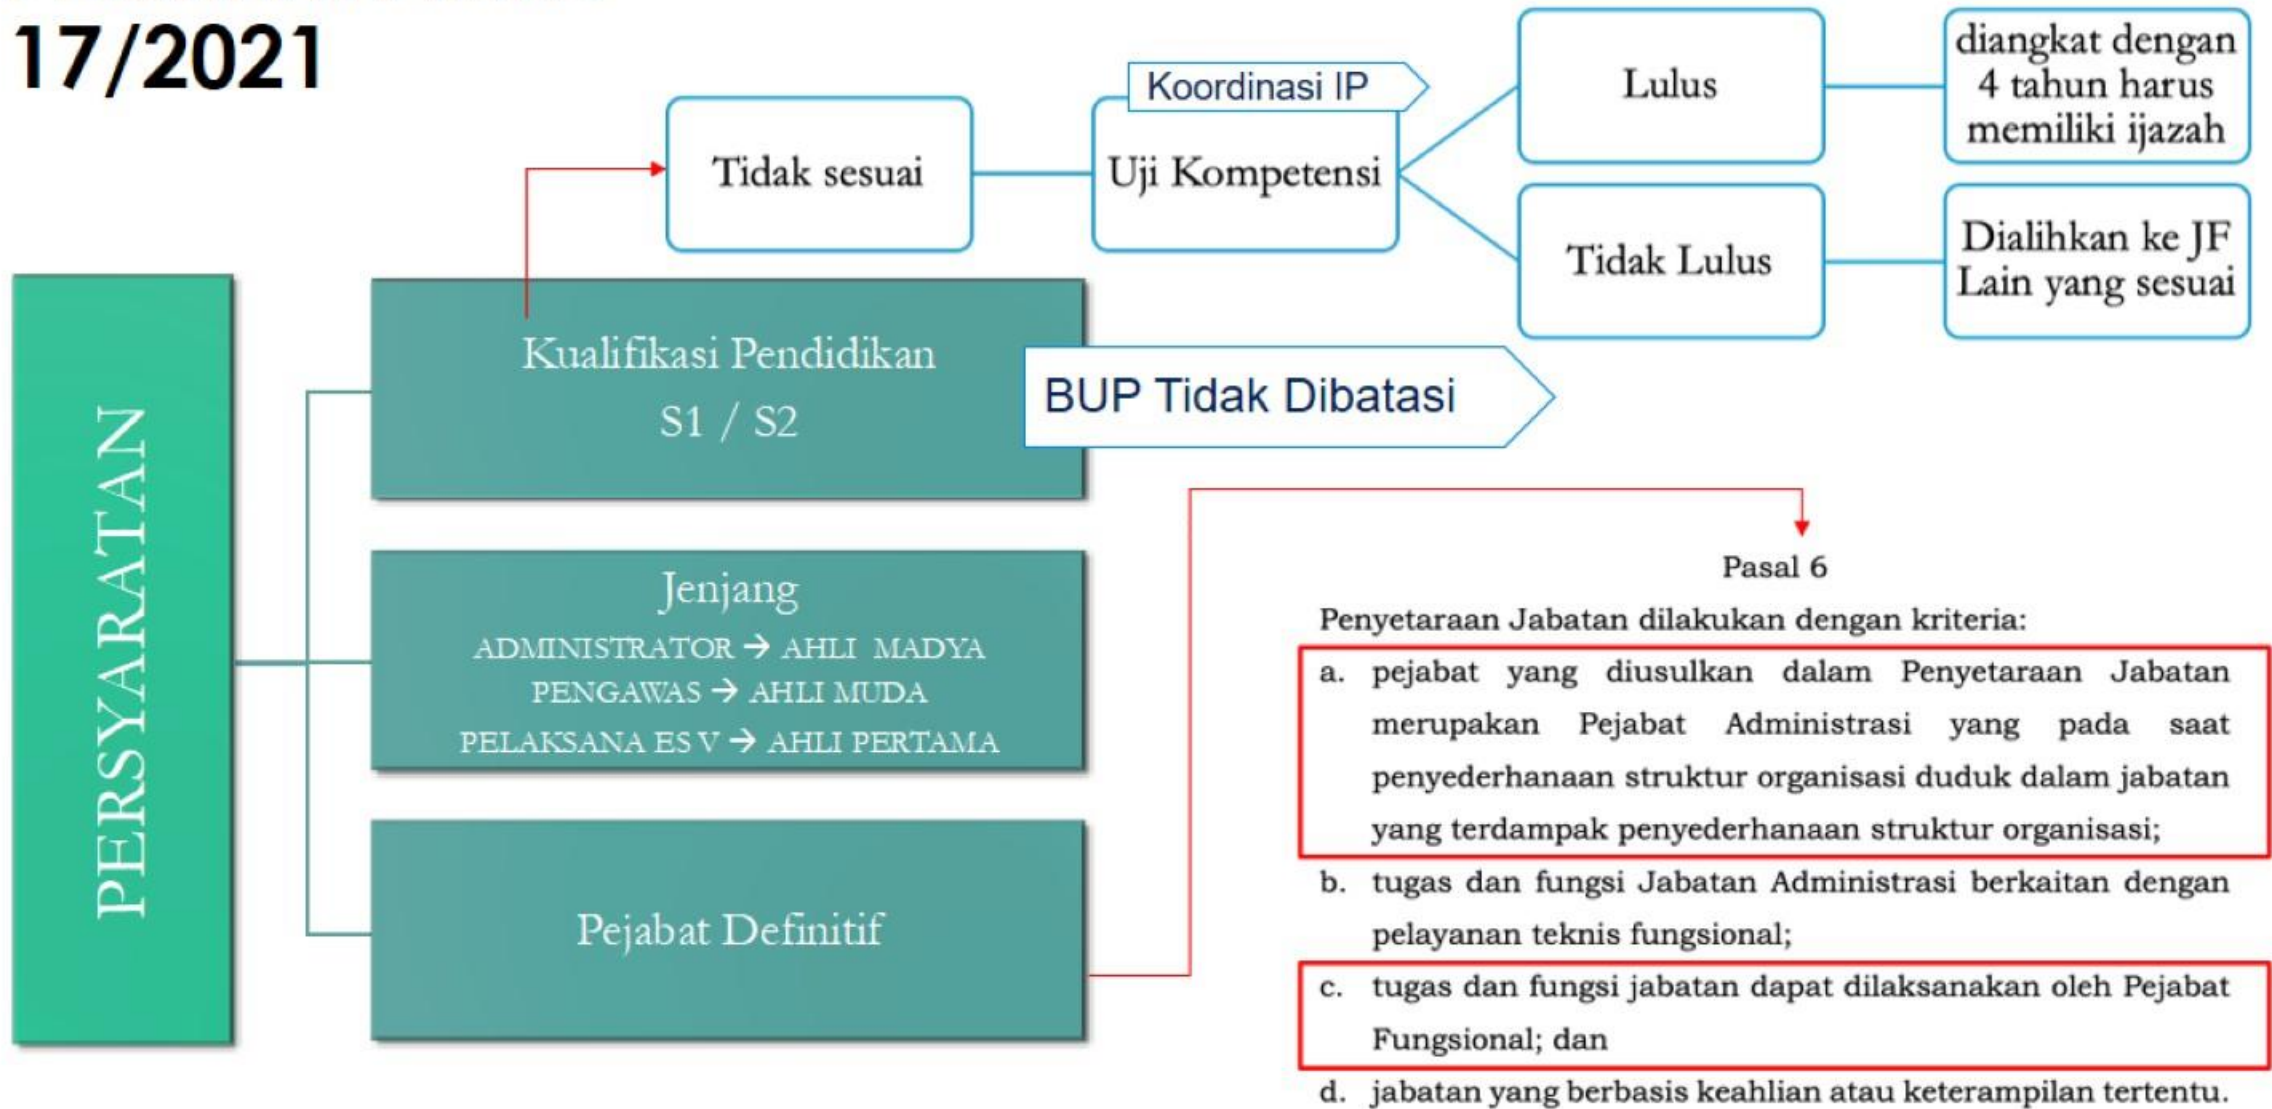 17/2021
Koordinasi IP
Tidak sesuai
Uji Kompetensi
Lulus
diangkat dengan
4 tahun harus
memiliki ijazah
Tidak Lulus
Dialihkan ke JF
Lain yang sesuai
PERSYARATAN
Kualifikasi Pendidikan
S1 / S2
BUP Tidak Dibatasi
Jenjang
ADMINISTRATOR → AHLI MADYA
PENGAWAS → AHLI MUDA
PELAKSANA ES V → AHLI PERTAMA
Pejabat Definitif
Pasal 6
Penyetaraan Jabatan dilakukan dengan kriteria:
a. pejabat yang diusulkan dalam Penyetaraan Jabatan
merupakan Pejabat Administrasi yang pada saat
penyederhanaan struktur organisasi duduk dalam jabatan
yang terdampak penyederhanaan struktur organisasi;
b. tugas dan fungsi Jabatan Administrasi berkaitan dengan
pelayanan teknis fungsional;
c. tugas dan fungsi jabatan dapat dilaksanakan oleh Pejabat
Fungsional; dan
d. jabatan yang berbasis keahlian atau keterampilan tertentu.